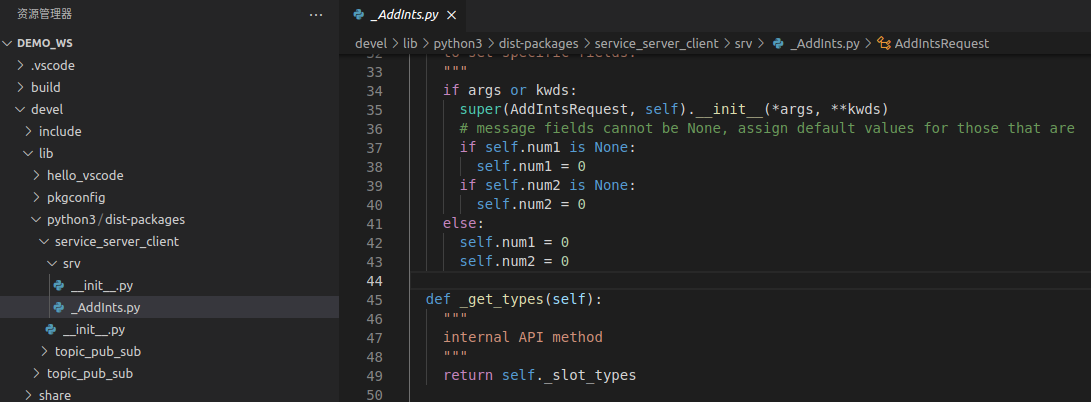 资源管理器
...
DEMO_WS
.vscode
build
devel
include
lib
hello_vscode
pkgconfig
python3/dist-packages
service_server_client
srv
__init__.py
_AddInts.py
__init__.py
topic_pub_sub
topic_pub_sub
share
_AddInts.py
devel > lib > python3 > dist-packages > service_server_client > srv > _AddInts.py > AddIntsRequest
32 to set specific fields.
33 """
34 if args or kwds:
35 super(AddIntsRequest, self).__init__(*args, **kwds)
36 # message fields cannot be None, assign default values for those that are
37 if self.num1 is None:
38 self.num1 = 0
39 if self.num2 is None:
40 self.num2 = 0
41 else:
42 self.num1 = 0
43 self.num2 = 0
44
45 def _get_types(self):
46 """
47 internal API method
48 """
49 return self._slot_types
50